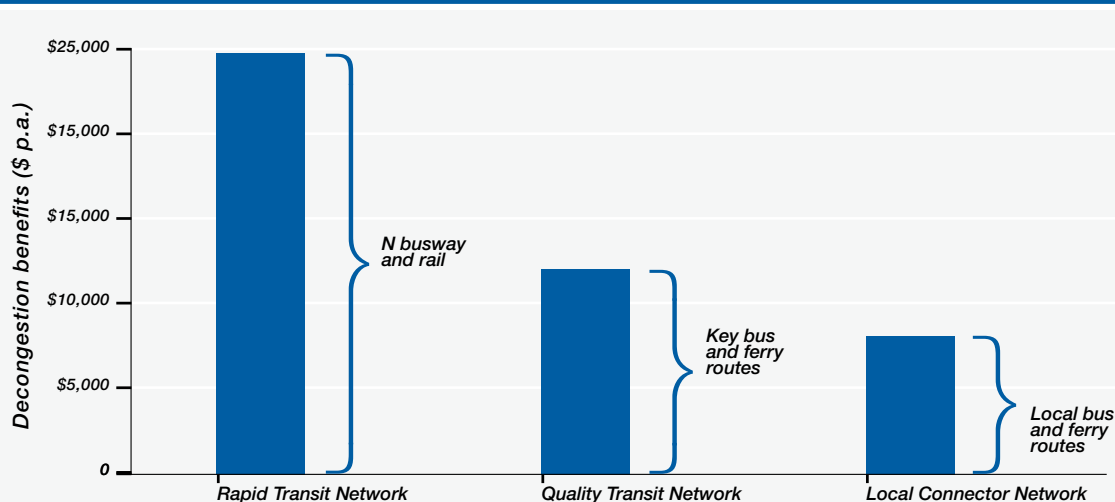 Decongestion benefits ($ p.a.)
$25,000
$15,000
$15,000
$10,000
$5,000
0
N busway
and rail
Key bus
and ferry
routes
Local bus
and ferry
routes
Rapid Transit Network
Quality Transit Network
Local Connector Network